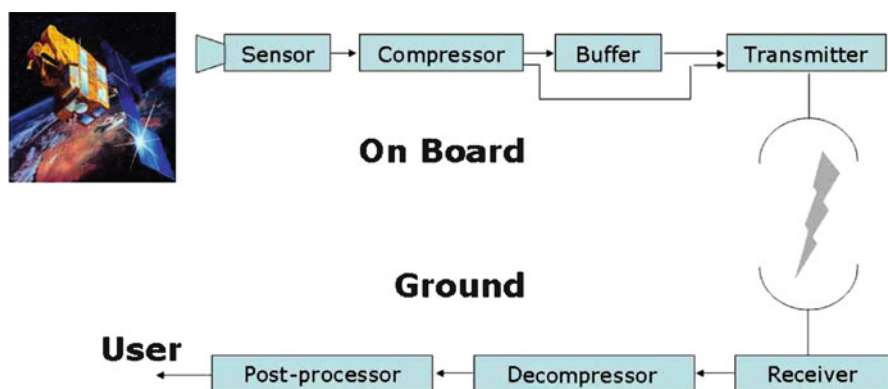 Sensor
Compressor
Buffer
Transmitter
On Board
Ground
User
Post-processor
Decompressor
Receiver